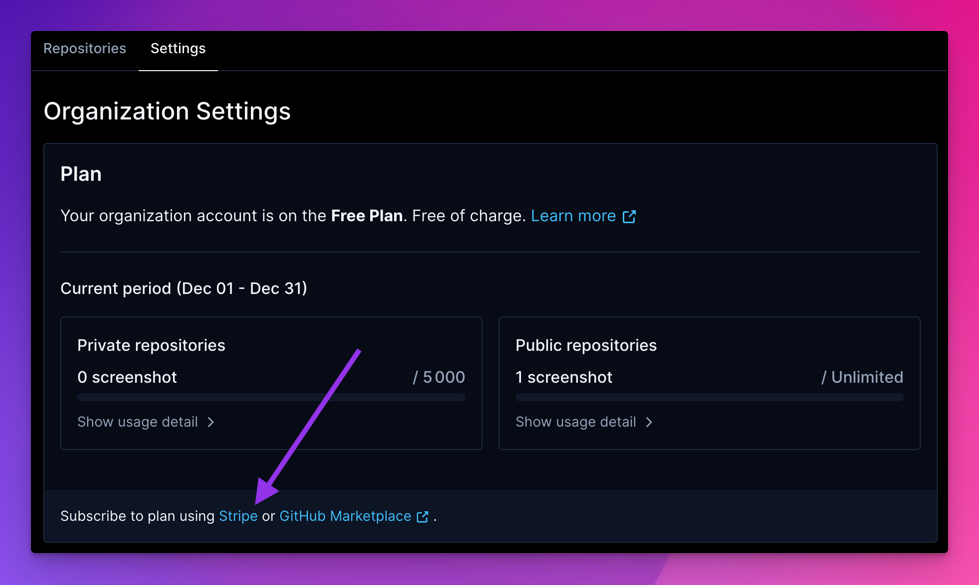 Repositories Settings
Organization Settings
Plan
Your organization account is on the Free Plan. Free of charge. Learn more
Current period (Dec 01 - Dec 31)
Private repositories
0 screenshot / 5 000
Show usage detail
Public repositories
1 screenshot / Unlimited
Show usage detail
Subscribe to plan using Stripe or GitHub Marketplace .